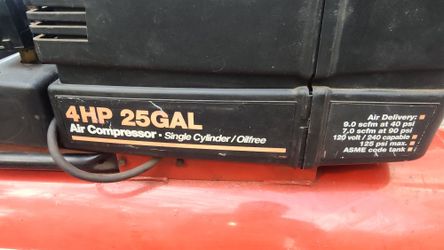 4HP 25GAL
Air Compressor • Single Cylinder / Oilfree
Air Delivery:
9.0 scfm at 40 psi
7.0 scfm at 90 psi
120 volt / 240 capable
125 psi max.
ASME code tank